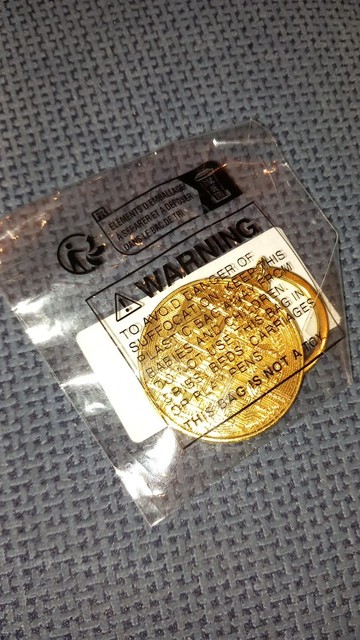 FR
ÉLÉMENTS D'EMBALLAGE
À SÉPARER ET À DÉPOSER
DANS LE BAC DE TRI
WARNING
TO AVOID DANGER OF
SUFFOCATION, KEEP THIS
PLASTIC BAG AWAY FROM
BABIES AND CHILDREN.
DO NOT USE THIS BAG IN
CRIBS, BEDS, CARRIAGES
OR PLAY PENS
THIS BAG IS NOT A TOY